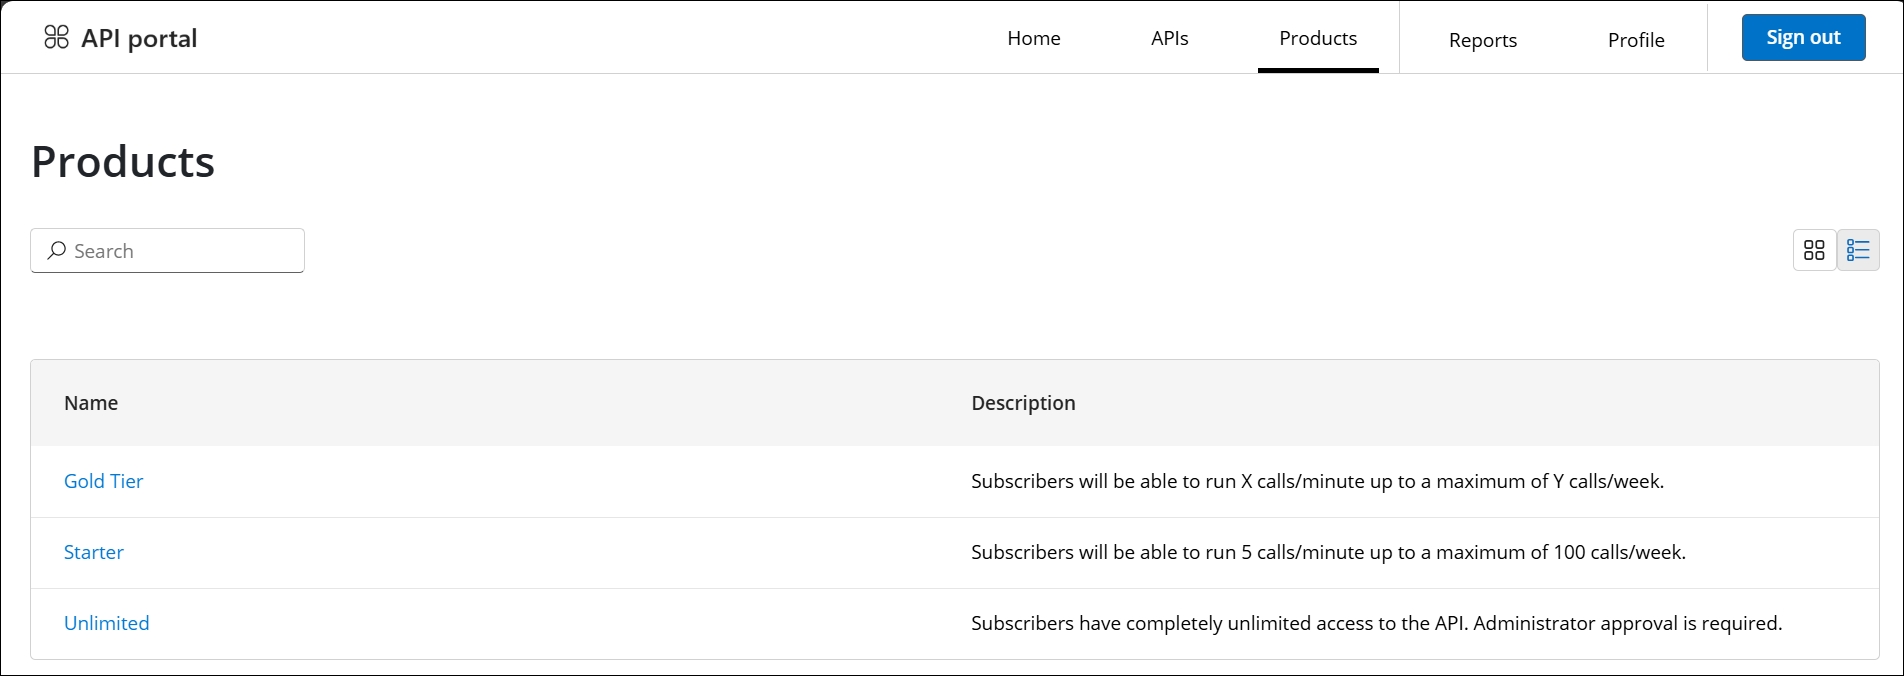 API portal
Home APIs Products Reports Profile Sign out
Products
Search
Name Description
Gold Tier Subscribers will be able to run X calls/minute up to a maximum of Y calls/week.
Starter Subscribers will be able to run 5 calls/minute up to a maximum of 100 calls/week.
Unlimited Subscribers have completely unlimited access to the API. Administrator approval is required.